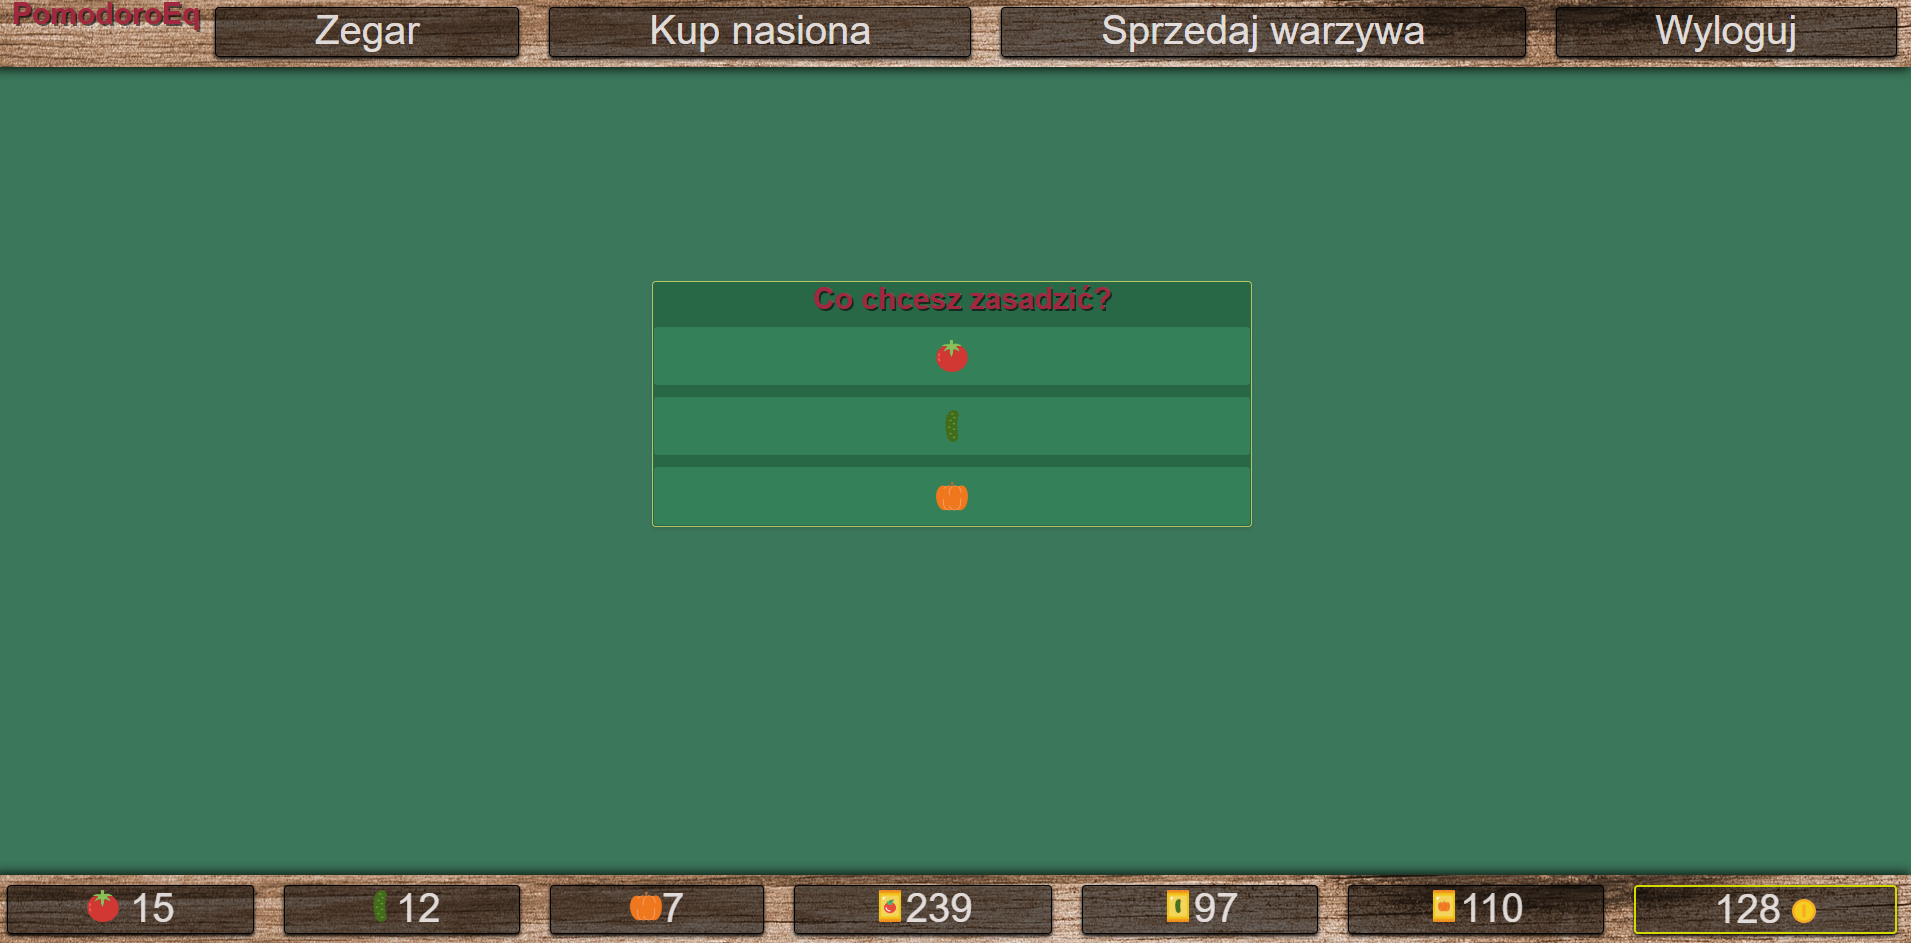 PomodoroEq
Zegar
Kup nasiona
Sprzedaj warzywa
Wyloguj
Co chcesz zasadzić?
15
12
7
239
97
110
128